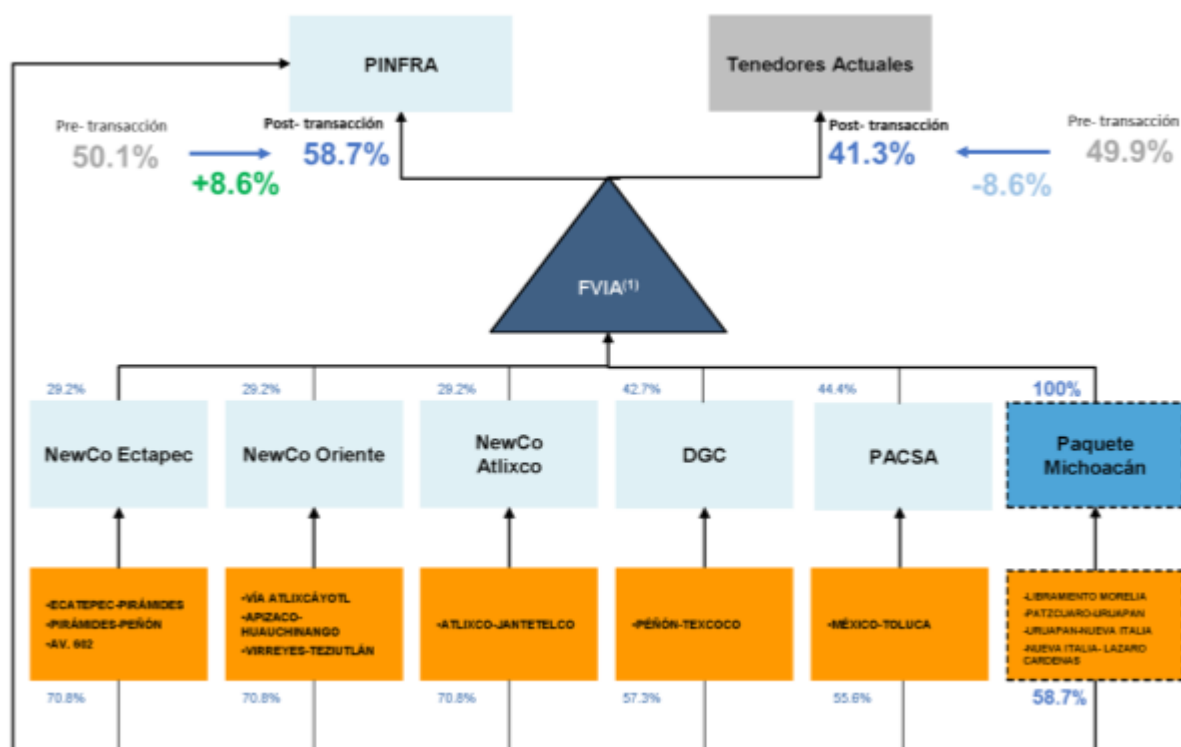 PINFRA
Tenedores Actuales
Pre- transacción
50.1%
Post- transacción
58.7%
+8.6%
Post- transacción
41.3%
Pre- transacción
49.9%
-8.6%
FVIA(1)
29.2%
29.2%
29.2%
42.7%
44.4%
100%
NewCo Ectapec
NewCo Oriente
NewCo
Atlixco
DGC
PACSA
Paquete
Michoacán
•ECATEPEC-PIRÁMIDES
•PIRÁMIDES-PEÑÓN
•AV. 602
•VÍA ATLIXCÁYOTL
•APIZACO-
HUAUCHINANGO
•VIRREYES-TEZIUTLÁN
•ATLIXCO-JANTETELCO
•PÉÑÓN-TEXCOCO
•MÉXICO-TOLUCA
•LIBRAMIENTO MORELIA
•PATZCUARO-URUAPAN
•URUAPAN-NUEVA ITALIA
•NUEVA ITALIA- LAZARO
CARDENAS
70.8%
70.8%
70.8%
57.3%
55.6%
58.7%